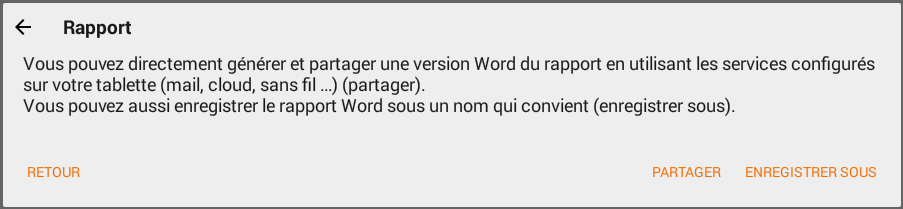 Rapport
Vous pouvez directement générer et partager une version Word du rapport en utilisant les services configurés
sur votre tablette (mail, cloud, sans fil ...) (partager).
Vous pouvez aussi enregistrer le rapport Word sous un nom qui convient (enregistrer sous).
RETOUR PARTAGER ENREGISTRER SOUS